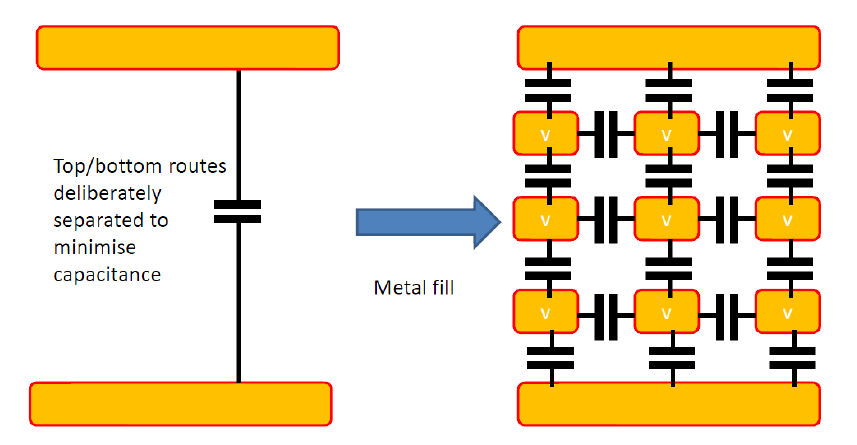 Top/bottom routes
deliberately
separated to
minimise
capacitance
Metal fill
V V V
V V V
V V V